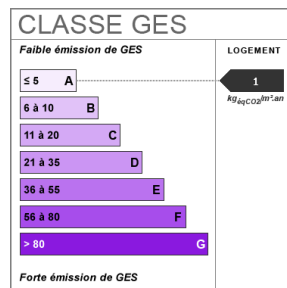 CLASSE GES
Faible émission de GES
LOGEMENT
≤ 5 A
1
kgéqCO2/m².an
6 à 10 B
11 à 20 C
21 à 35 D
36 à 55 E
56 à 80 F
> 80 G
Forte émission de GES